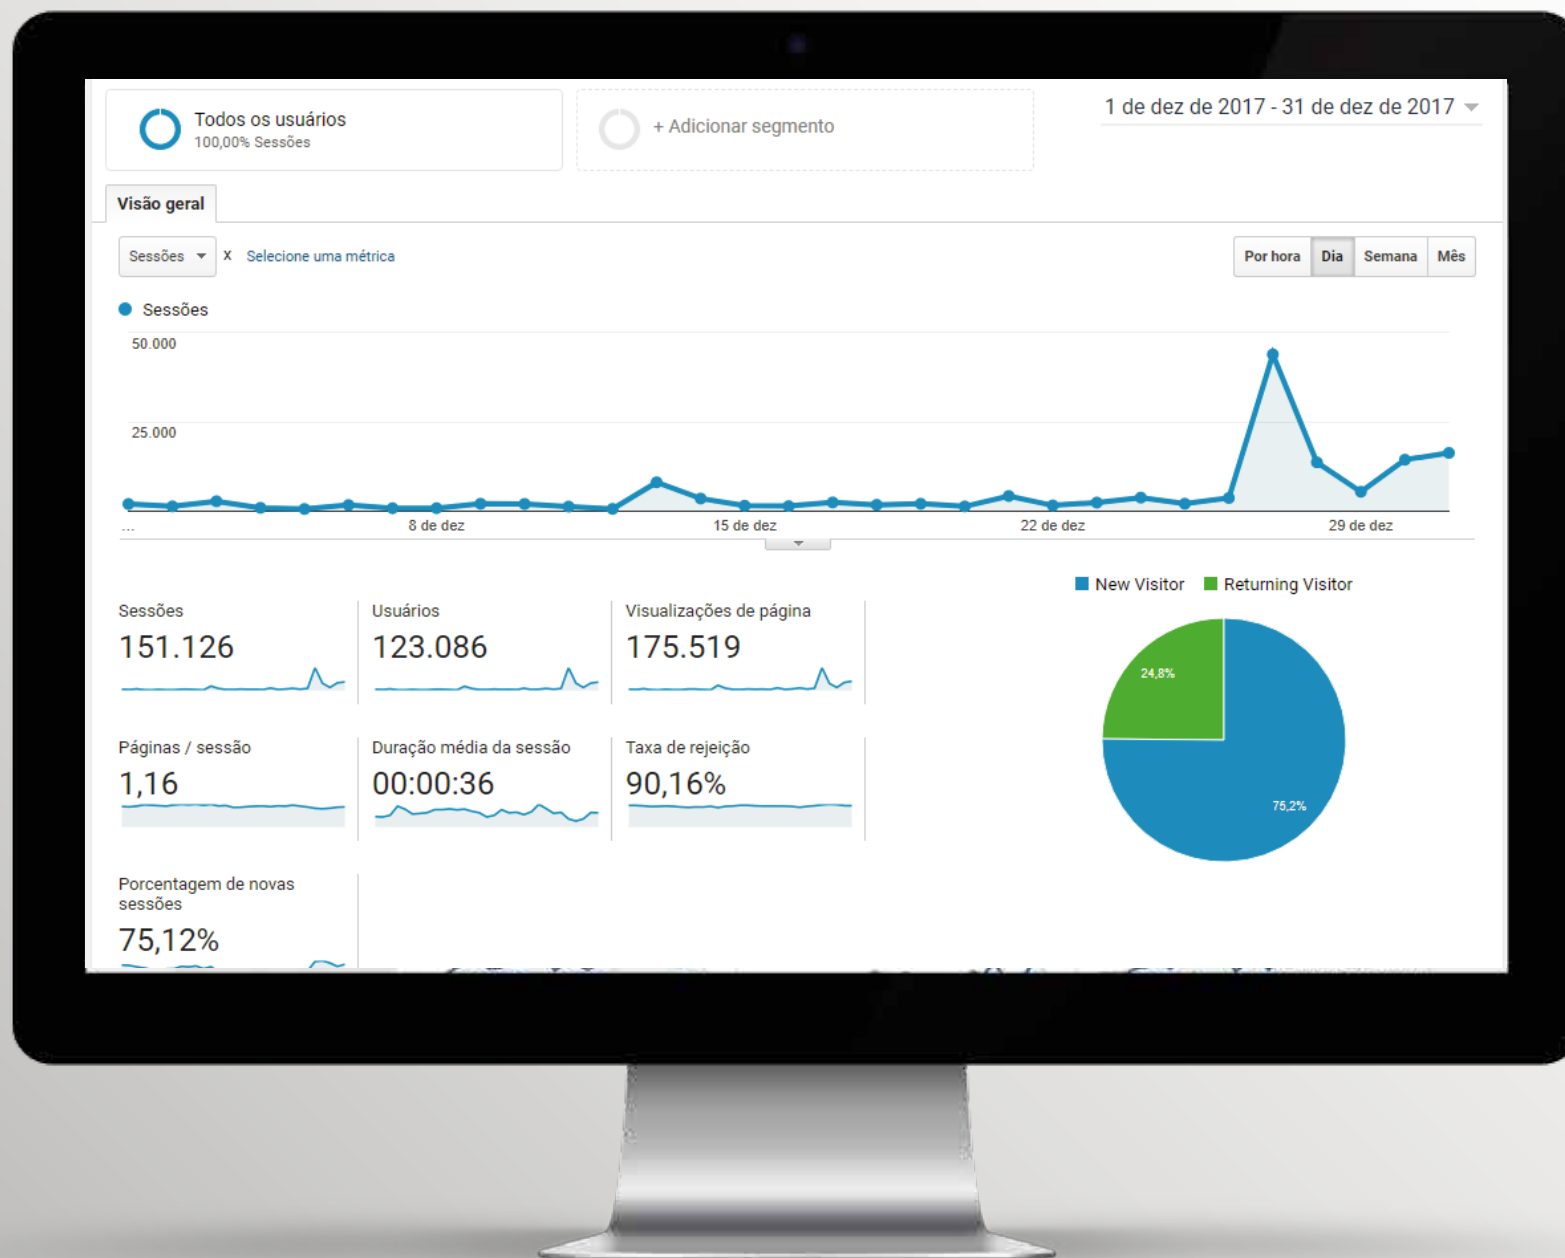 Todos os usuários
100,00% Sessões
+ Adicionar segmento
1 de dez de 2017 - 31 de dez de 2017
Visão geral
Sessões x Selecione uma métrica
Por hora Dia Semana Mês
Sessões
50.000
25.000
... 8 de dez 15 de dez 22 de dez 29 de dez
New Visitor Returning Visitor
Sessões
151.126
Usuários
123.086
Visualizações de página
175.519
24,8%
75,2%
Páginas / sessão
1,16
Duração média da sessão
00:00:36
Taxa de rejeição
90,16%
Porcentagem de novas
sessões
75,12%